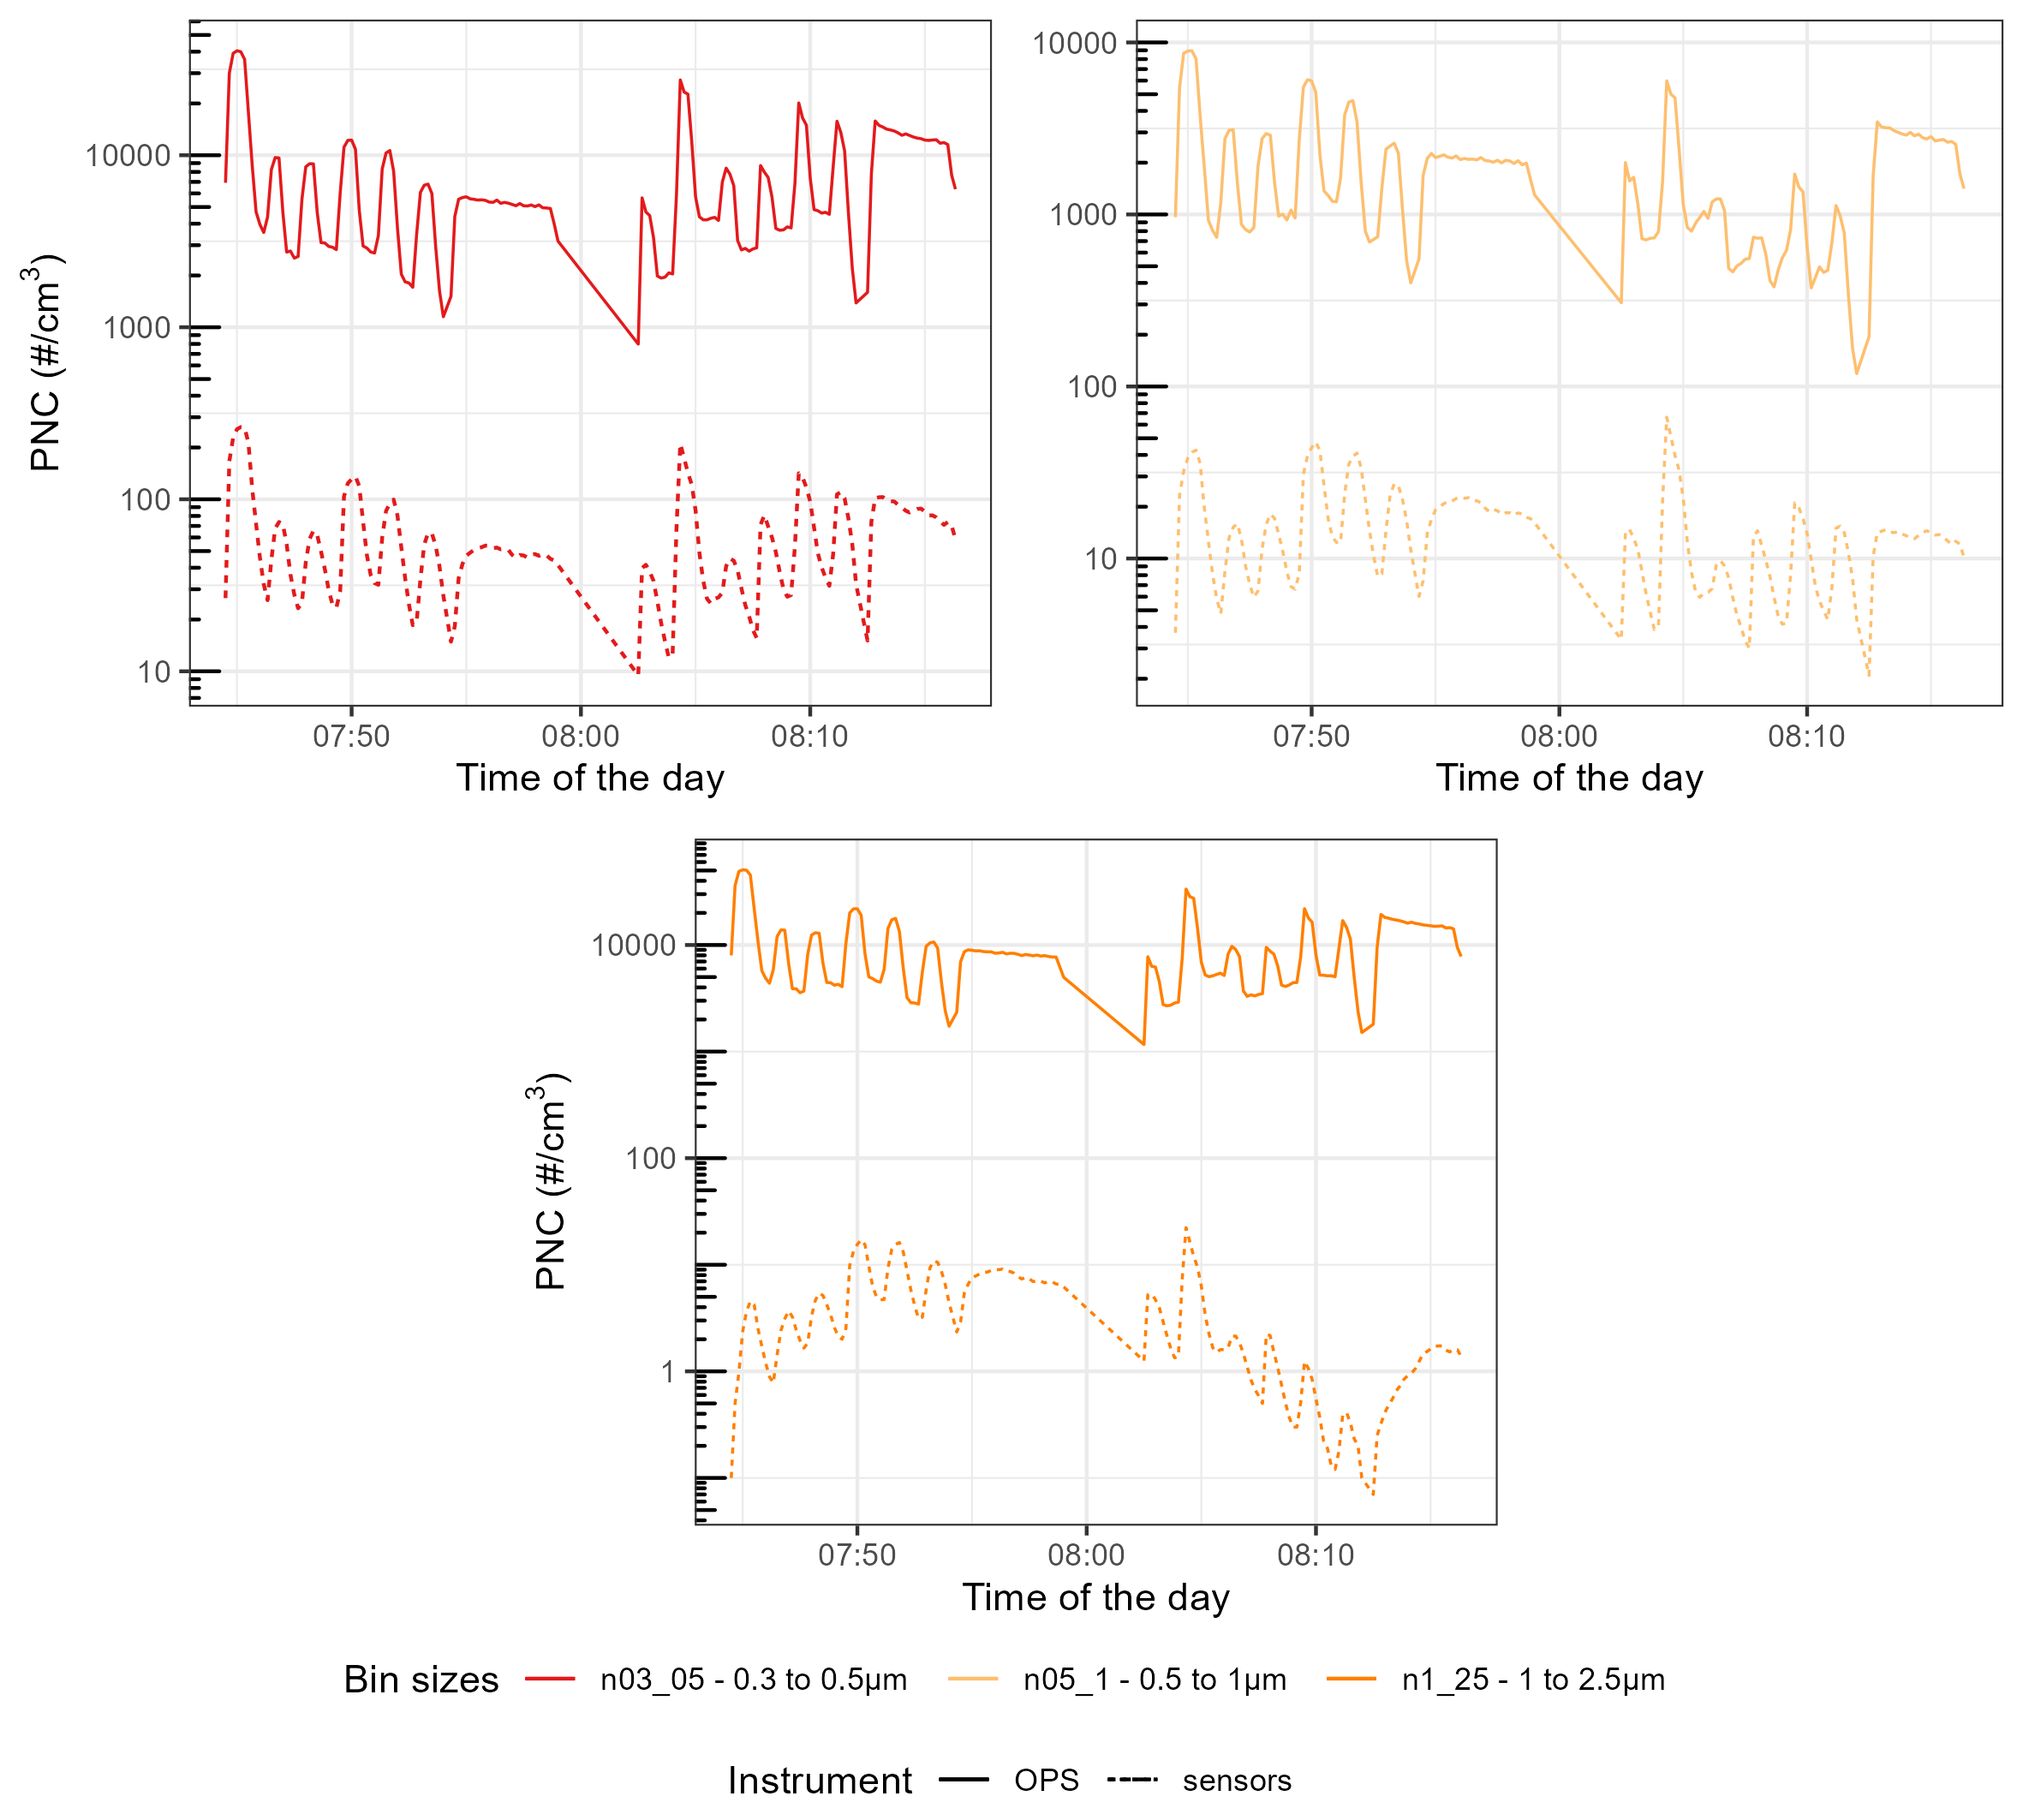 PNC (#/cm³)
10000
1000
100
10
07:50 08:00 08:10
Time of the day
10000
1000
100
10
07:50 08:00 08:10
Time of the day
PNC (#/cm³)
10000
100
1
07:50 08:00 08:10
Time of the day
Bin sizes n03_05 - 0.3 to 0.5µm n05_1 - 0.5 to 1µm n1_25 - 1 to 2.5µm
Instrument OPS sensors